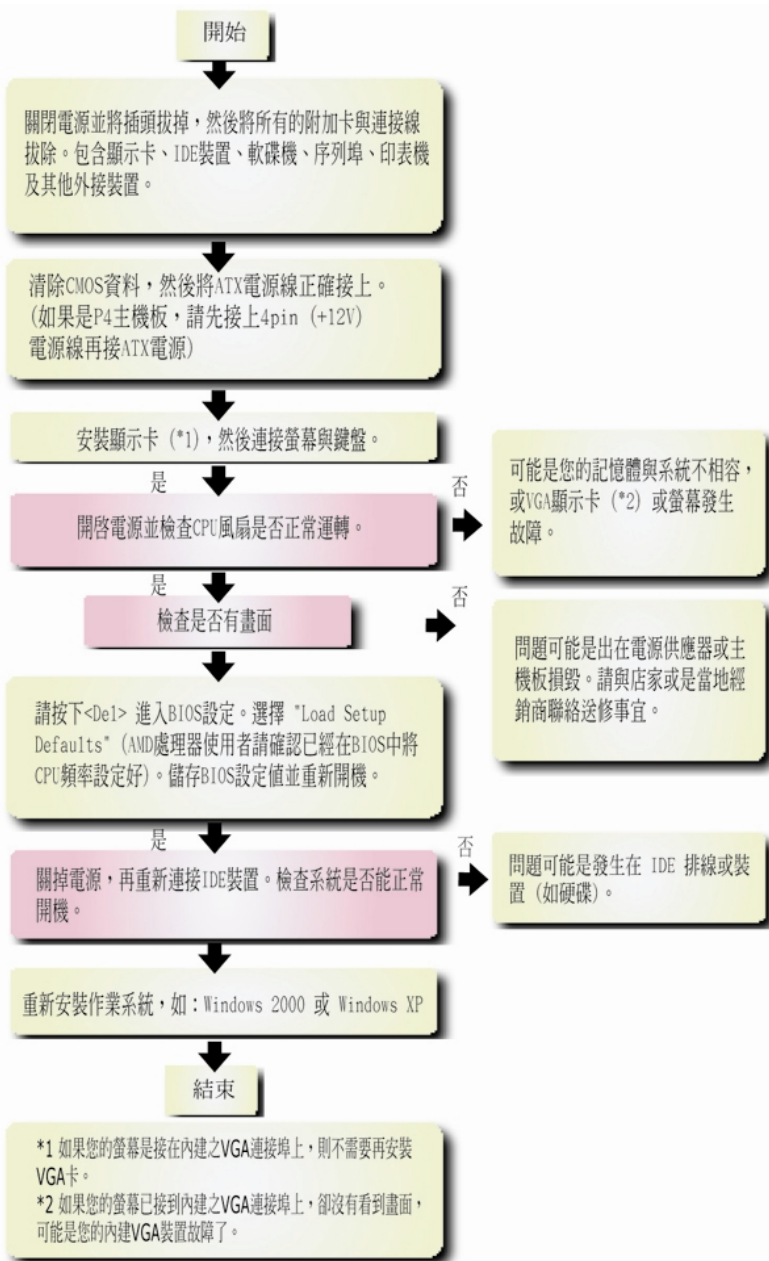 開始
關閉電源並將插頭拔掉，然後將所有的附加卡與連接線
拔除。包含顯示卡、IDE裝置、軟碟機、序列埠、印表機
及其他外接裝置。
清除CMOS資料，然後將ATX電源線正確接上。
(如果是P4主機板，請先接上4pin (+12V)
電源線再接ATX電源)
安裝顯示卡 (*1)，然後連接螢幕與鍵盤。
是
否
開啓電源並檢查CPU風扇是否正常運轉。
可能是您的記憶體與系統不相容，
或VGA顯示卡 (*2) 或螢幕發生
故障。
是
否
檢查是否有畫面
問題可能是出在電源供應器或主
機板損毀。請與店家或是當地經
銷商聯絡送修事宜。
請按下<Del> 進入BIOS設定。選擇 "Load Setup
Defaults" (AMD處理器使用者請確認已經在BIOS中將
CPU頻率設定好)。儲存BIOS設定值並重新開機。
是
否
關掉電源，再重新連接IDE裝置。檢查系統是否能正常
開機。
問題可能是發生在 IDE 排線或裝
置 (如硬碟)。
重新安裝作業系統，如：Windows 2000 或 Windows XP
結束
*1 如果您的螢幕是接在內建之VGA連接埠上，則不需要再安裝
VGA卡。
*2 如果您的螢幕已接到內建之VGA連接埠上，卻沒有看到畫面，
可能是您的內建VGA裝置故障了。